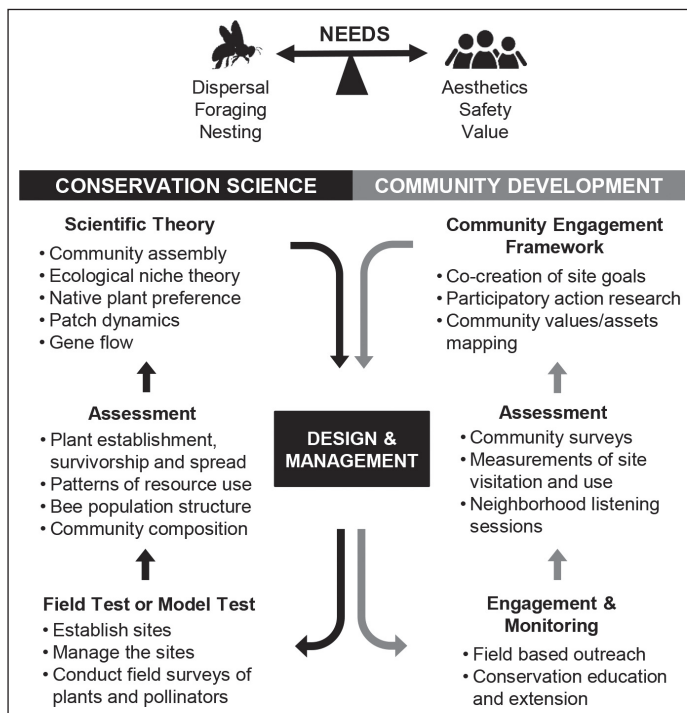 NEEDS
Dispersal
Foraging
Nesting
Aesthetics
Safety
Value
CONSERVATION SCIENCE
COMMUNITY DEVELOPMENT
Scientific Theory
• Community assembly
• Ecological niche theory
• Native plant preference
• Patch dynamics
• Gene flow
Community Engagement
Framework
• Co-creation of site goals
• Participatory action research
• Community values/assets
mapping
Assessment
• Plant establishment,
survivorship and spread
• Patterns of resource use
• Bee population structure
• Community composition
DESIGN &
MANAGEMENT
Assessment
• Community surveys
• Measurements of site
visitation and use
• Neighborhood listening
sessions
Field Test or Model Test
• Establish sites
• Manage the sites
• Conduct field surveys of
plants and pollinators
Engagement &
Monitoring
• Field based outreach
• Conservation education
and extension